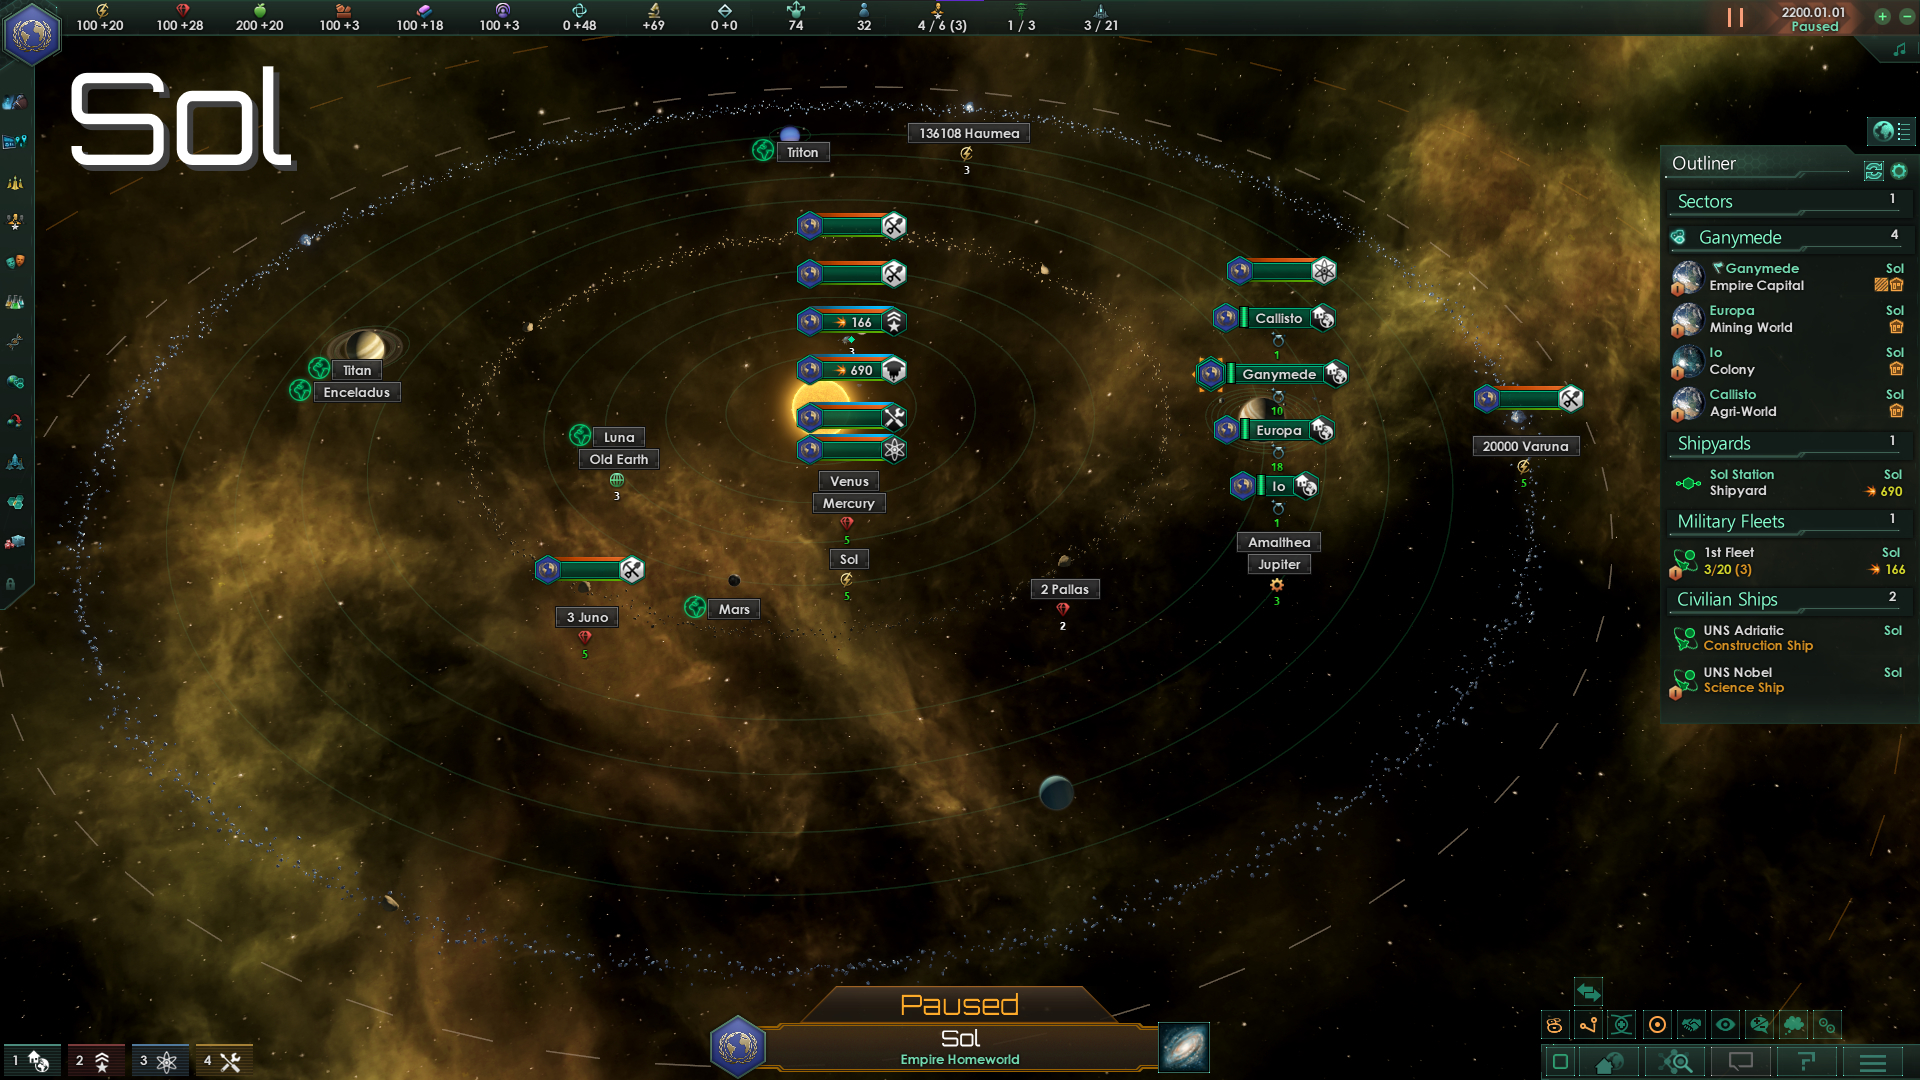 100 +20
100 +28
200 +20
100 +3
100 +18
100 +3
0 +48
+69
0 +0
74
32
4 / 6 (3)
1 / 3
3 / 21
2200.01.01
Paused
Sol
136108 Haumea
3
Triton
166
3
690
Venus
Mercury
5
Sol
5
Titan
Enceladus
Luna
Old Earth
3
3 Juno
5
Mars
2 Pallas
2
Callisto
1
Ganymede
10
Europa
18
Io
1
Amalthea
Jupiter
3
20000 Varuna
5
Outliner
Sectors 1
Ganymede 4
Ganymede Sol
Empire Capital
Europa Sol
Mining World
Io Sol
Colony
Callisto Sol
Agri-World
Shipyards 1
Sol Station Sol
Shipyard 690
Military Fleets 1
1st Fleet Sol
3/20 (3) 166
Civilian Ships 2
UNS Adriatic Sol
Construction Ship
UNS Nobel Sol
Science Ship
Paused
Sol
Empire Homeworld
1
2
3
4